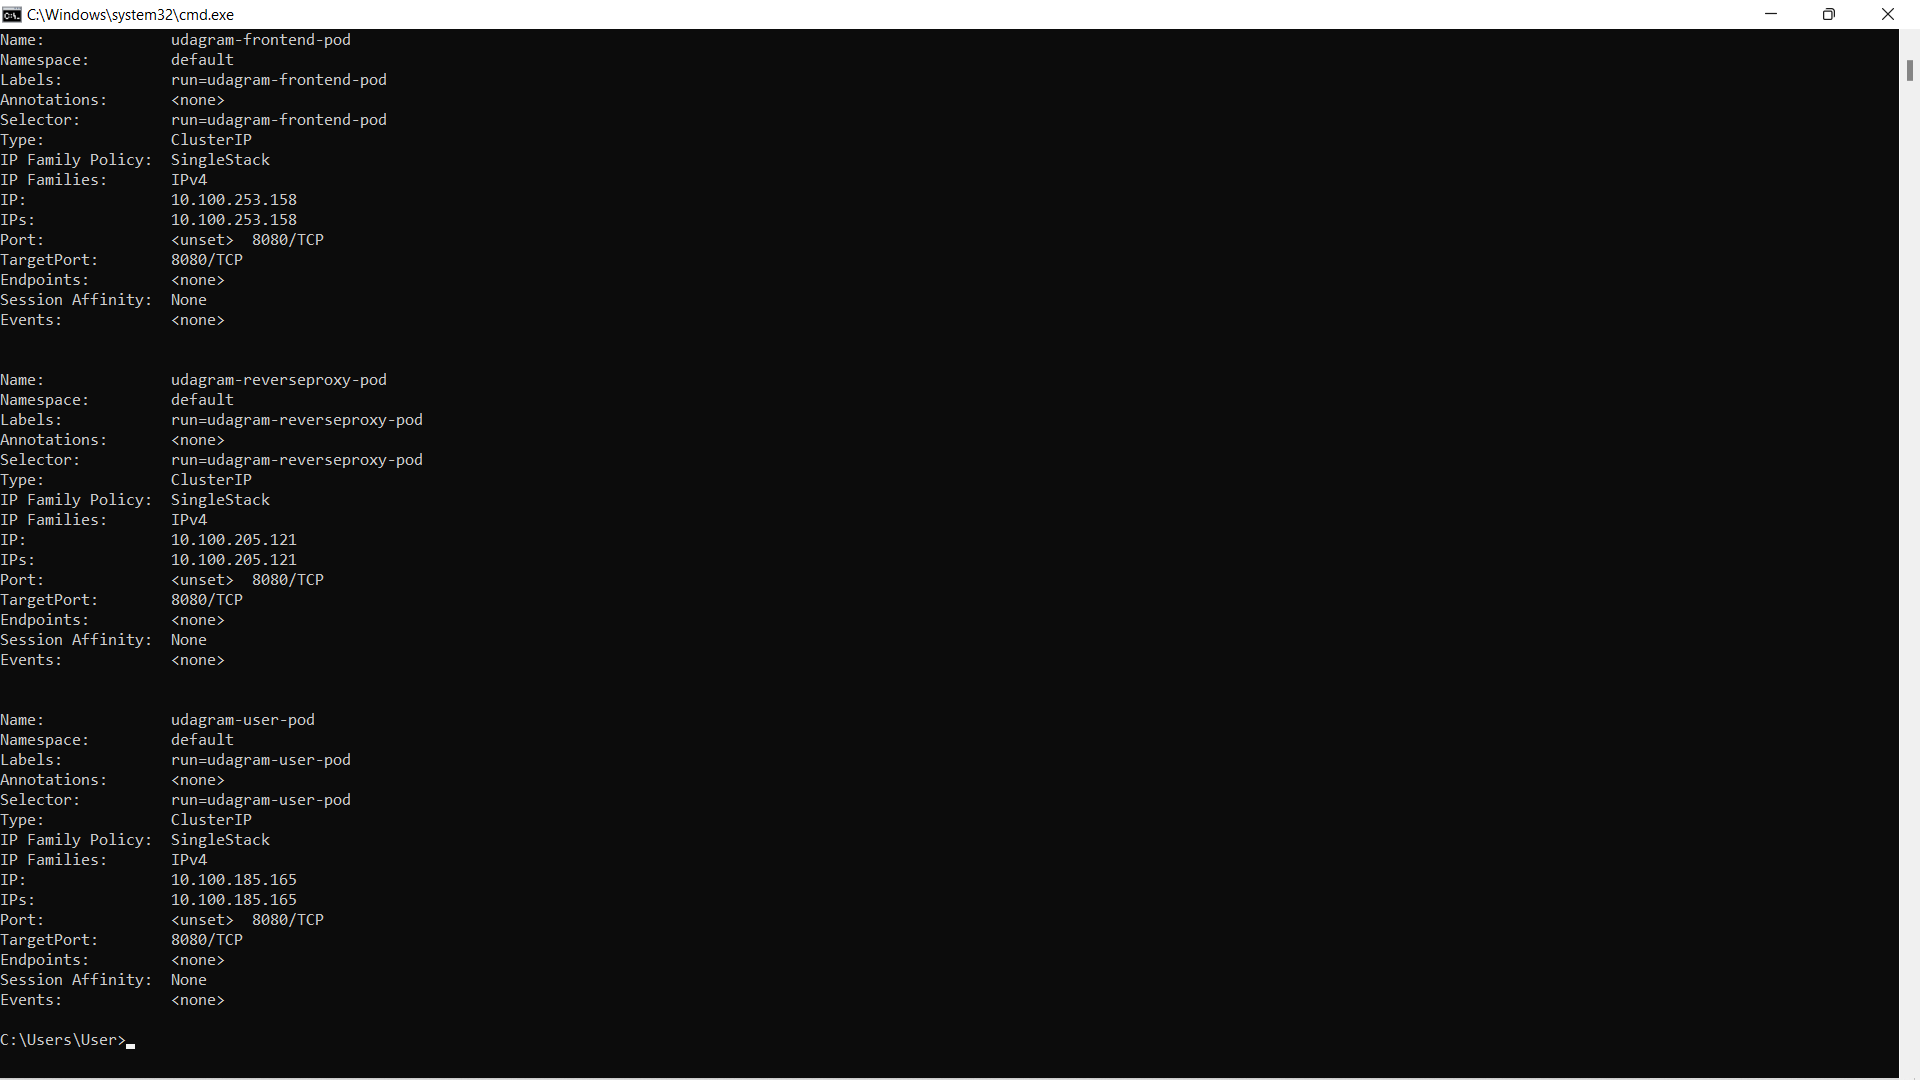 C:\Windows\system32\cmd.exe
Name:              udagram-frontend-pod
Namespace:         default
Labels:            run=udagram-frontend-pod
Annotations:       <none>
Selector:          run=udagram-frontend-pod
Type:              ClusterIP
IP Family Policy:  SingleStack
IP Families:       IPv4
IP:                10.100.253.158
IPs:               10.100.253.158
Port:              <unset>  8080/TCP
TargetPort:        8080/TCP
Endpoints:         <none>
Session Affinity:  None
Events:            <none>
Name:              udagram-reverseproxy-pod
Namespace:         default
Labels:            run=udagram-reverseproxy-pod
Annotations:       <none>
Selector:          run=udagram-reverseproxy-pod
Type:              ClusterIP
IP Family Policy:  SingleStack
IP Families:       IPv4
IP:                10.100.205.121
IPs:               10.100.205.121
Port:              <unset>  8080/TCP
TargetPort:        8080/TCP
Endpoints:         <none>
Session Affinity:  None
Events:            <none>
Name:              udagram-user-pod
Namespace:         default
Labels:            run=udagram-user-pod
Annotations:       <none>
Selector:          run=udagram-user-pod
Type:              ClusterIP
IP Family Policy:  SingleStack
IP Families:       IPv4
IP:                10.100.185.165
IPs:               10.100.185.165
Port:              <unset>  8080/TCP
TargetPort:        8080/TCP
Endpoints:         <none>
Session Affinity:  None
Events:            <none>
C:\Users\User>